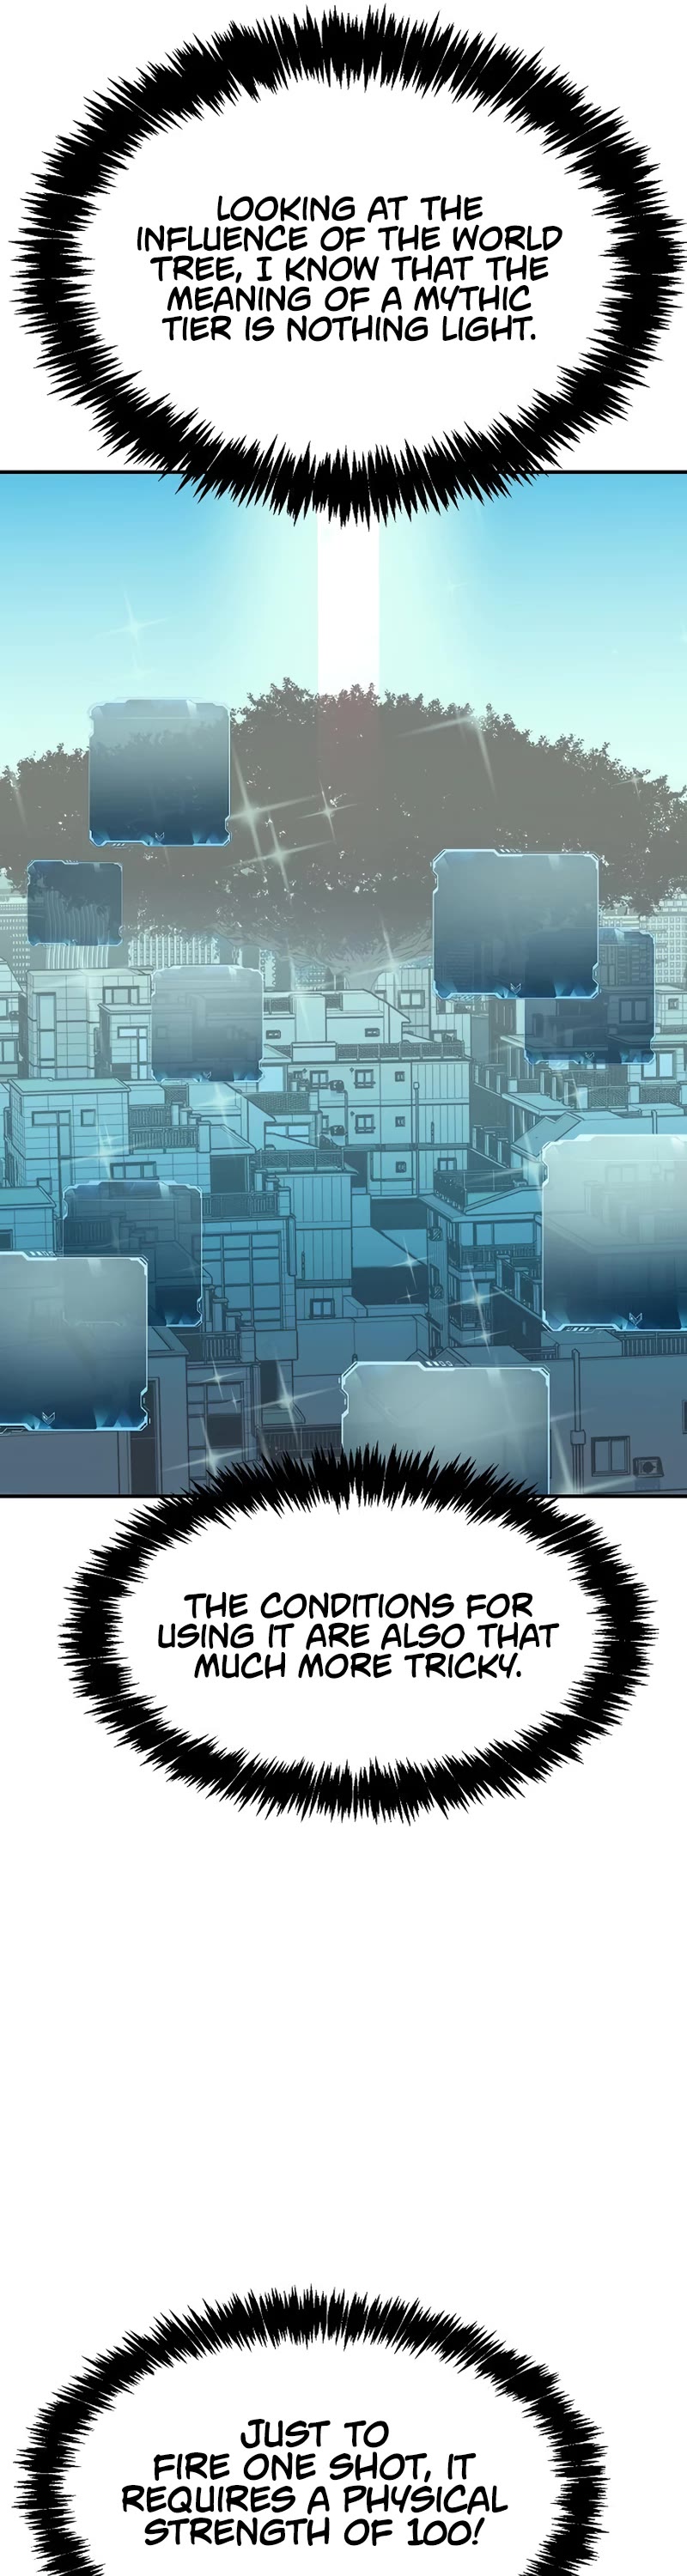 LOOKING AT THE
INFLUENCE OF THE WORLD
TREE, I KNOW THAT THE
MEANING OF A MYTHIC
TIER IS NOTHING LIGHT.
THE CONDITIONS FOR
USING IT ARE ALSO THAT
MUCH MORE TRICKY.
JUST TO
FIRE ONE SHOT, IT
REQUIRES A PHYSICAL
STRENGTH OF 100!